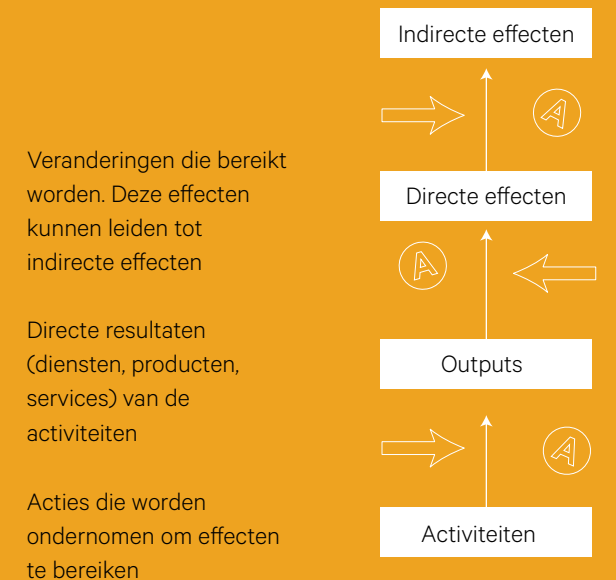 Indirecte effecten
A
Veranderingen die bereikt
worden. Deze effecten
kunnen leiden tot
indirecte effecten
Directe effecten
A
Directe resultaten
(diensten, producten,
services) van de
activiteiten
Outputs
A
Acties die worden
ondernomen om effecten
te bereiken
Activiteiten